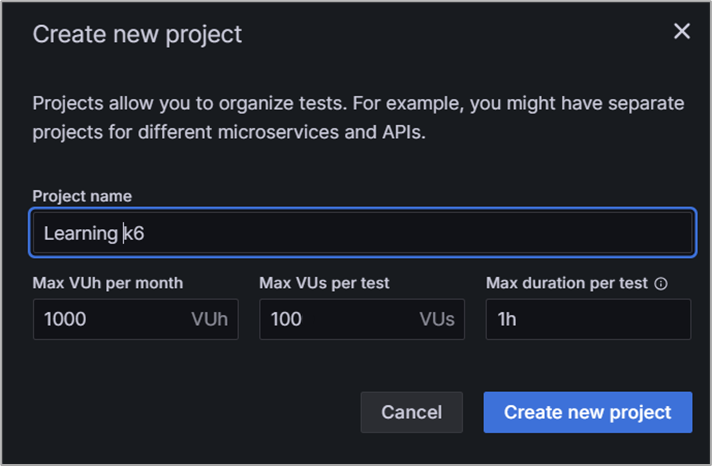 Create new project
Projects allow you to organize tests. For example, you might have separate
projects for different microservices and APIs.
Project name
Learning k6
Max VUh per month Max VUs per test Max duration per test
1000 VUh 100 VUs 1h
Cancel Create new project